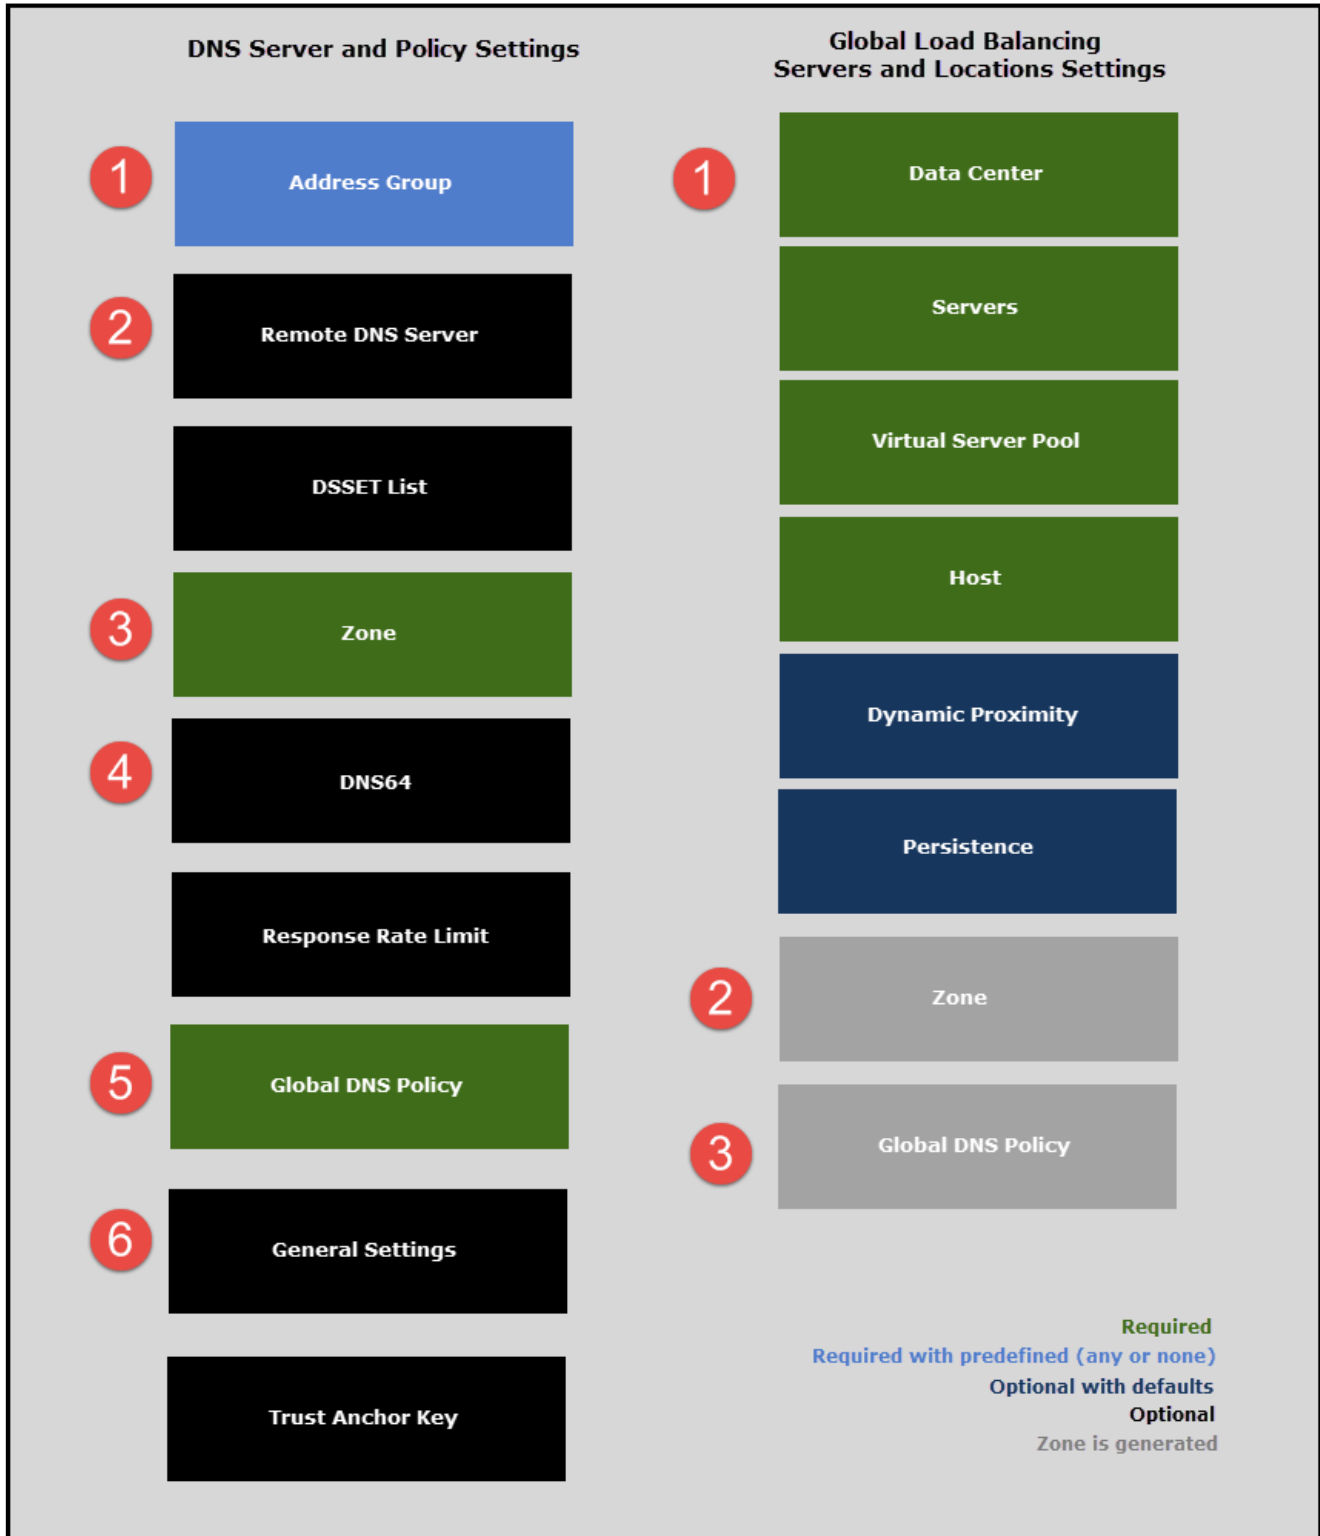 DNS Server and Policy Settings
1
Address Group
2
Remote DNS Server
DSSET List
3
Zone
4
DNS64
Response Rate Limit
5
Global DNS Policy
6
General Settings
Trust Anchor Key
Global Load Balancing
Servers and Locations Settings
1
Data Center
Servers
Virtual Server Pool
Host
Dynamic Proximity
Persistence
2
Zone
3
Global DNS Policy
Required
Required with predefined (any or none)
Optional with defaults
Optional
Zone is generated